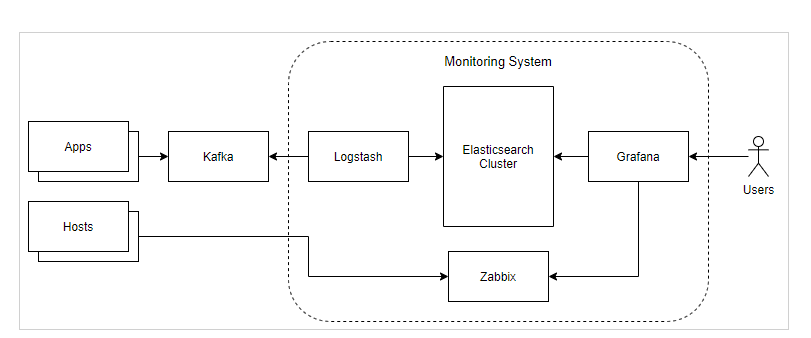 Monitoring System
Apps
Kafka
Logstash
Elasticsearch
Cluster
Grafana
Users
Hosts
Zabbix